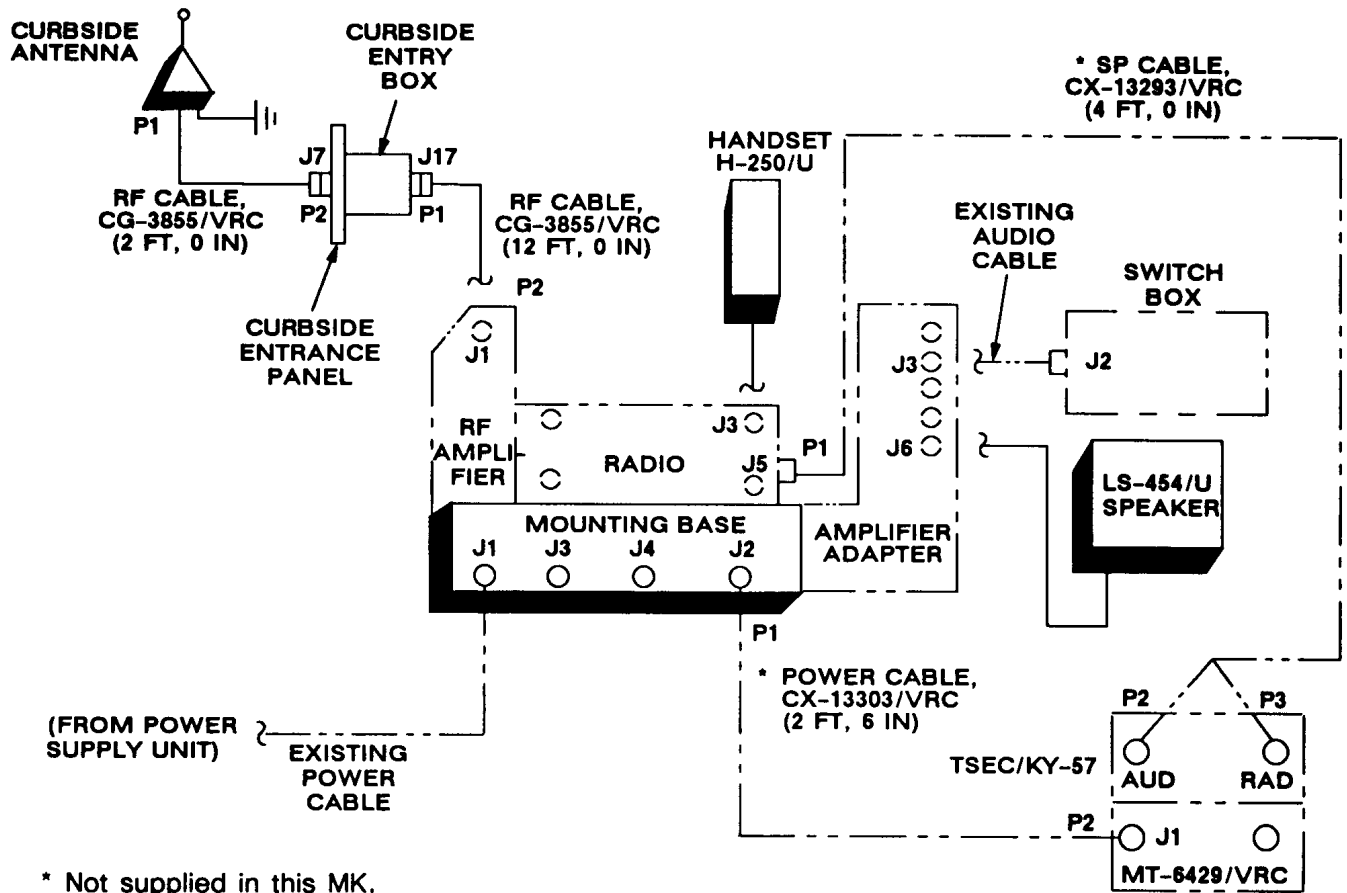 CURBSIDE
ANTENNA
P1
RF CABLE,
CG-3855/VRC
(2 FT, 0 IN)
CURBSIDE
ENTRY
BOX
J7
P2
J17
P1
CURBSIDE
ENTRANCE
PANEL
RF CABLE,
CG-3855/VRC
(12 FT, 0 IN)
P2
HANDSET
H-250/U
* SP CABLE,
CX-13293/VRC
(4 FT, 0 IN)
EXISTING
AUDIO
CABLE
SWITCH
BOX
J2
J1
RF
AMPLI-
FIER
J3
RADIO
J5
P1
J3
J6
AMPLIFIER
ADAPTER
LS-454/U
SPEAKER
MOUNTING BASE
J1
J3
J4
J2
P1
* POWER CABLE,
CX-13303/VRC
(2 FT, 6 IN)
(FROM POWER
SUPPLY UNIT)
EXISTING
POWER
CABLE
P2
P3
TSEC/KY-57
AUD
RAD
P2
J1
MT-6429/VRC
* Not supplied in this MK.